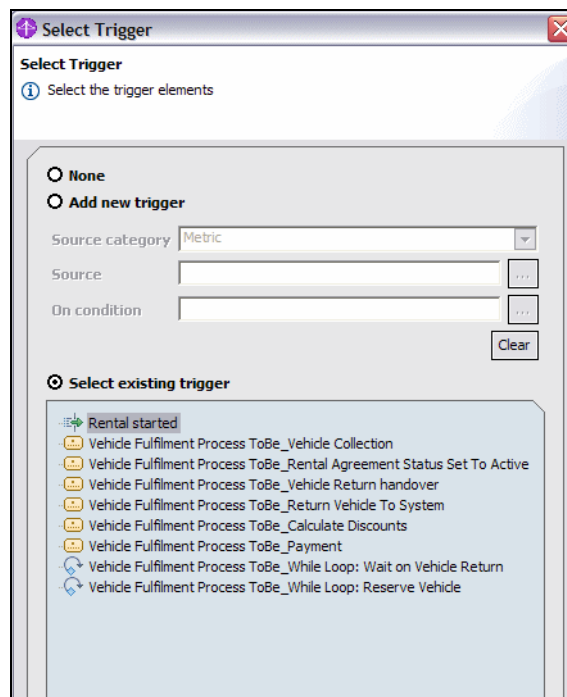 Select Trigger
Select Trigger
Select the trigger elements
None
Add new trigger
Source category Metric
Source ...
On condition ...
Clear
Select existing trigger
Rental started
Vehicle Fulfilment Process ToBe_Vehicle Collection
Vehicle Fulfilment Process ToBe_Rental Agreement Status Set To Active
Vehicle Fulfilment Process ToBe_Vehicle Return handover
Vehicle Fulfilment Process ToBe_Return Vehicle To System
Vehicle Fulfilment Process ToBe_Calculate Discounts
Vehicle Fulfilment Process ToBe_Payment
Vehicle Fulfilment Process ToBe_While Loop: Wait on Vehicle Return
Vehicle Fulfilment Process ToBe_While Loop: Reserve Vehicle